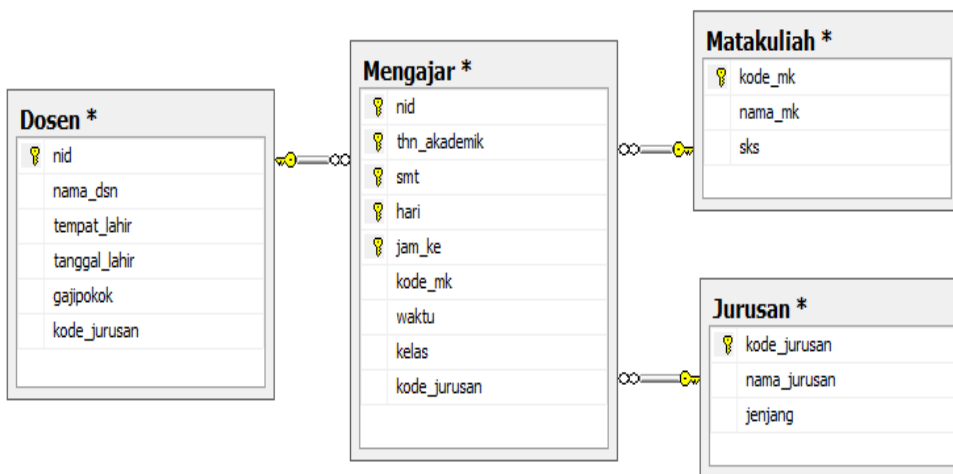 Dosen *
nid
nama_dsn
tempat_lahir
tanggal_lahir
gajipokok
kode_jurusan
Mengajar *
nid
thn_akademik
smt
hari
jam_ke
kode_mk
waktu
kelas
kode_jurusan
Matakuliah *
kode_mk
nama_mk
sks
Jurusan *
kode_jurusan
nama_jurusan
jenjang